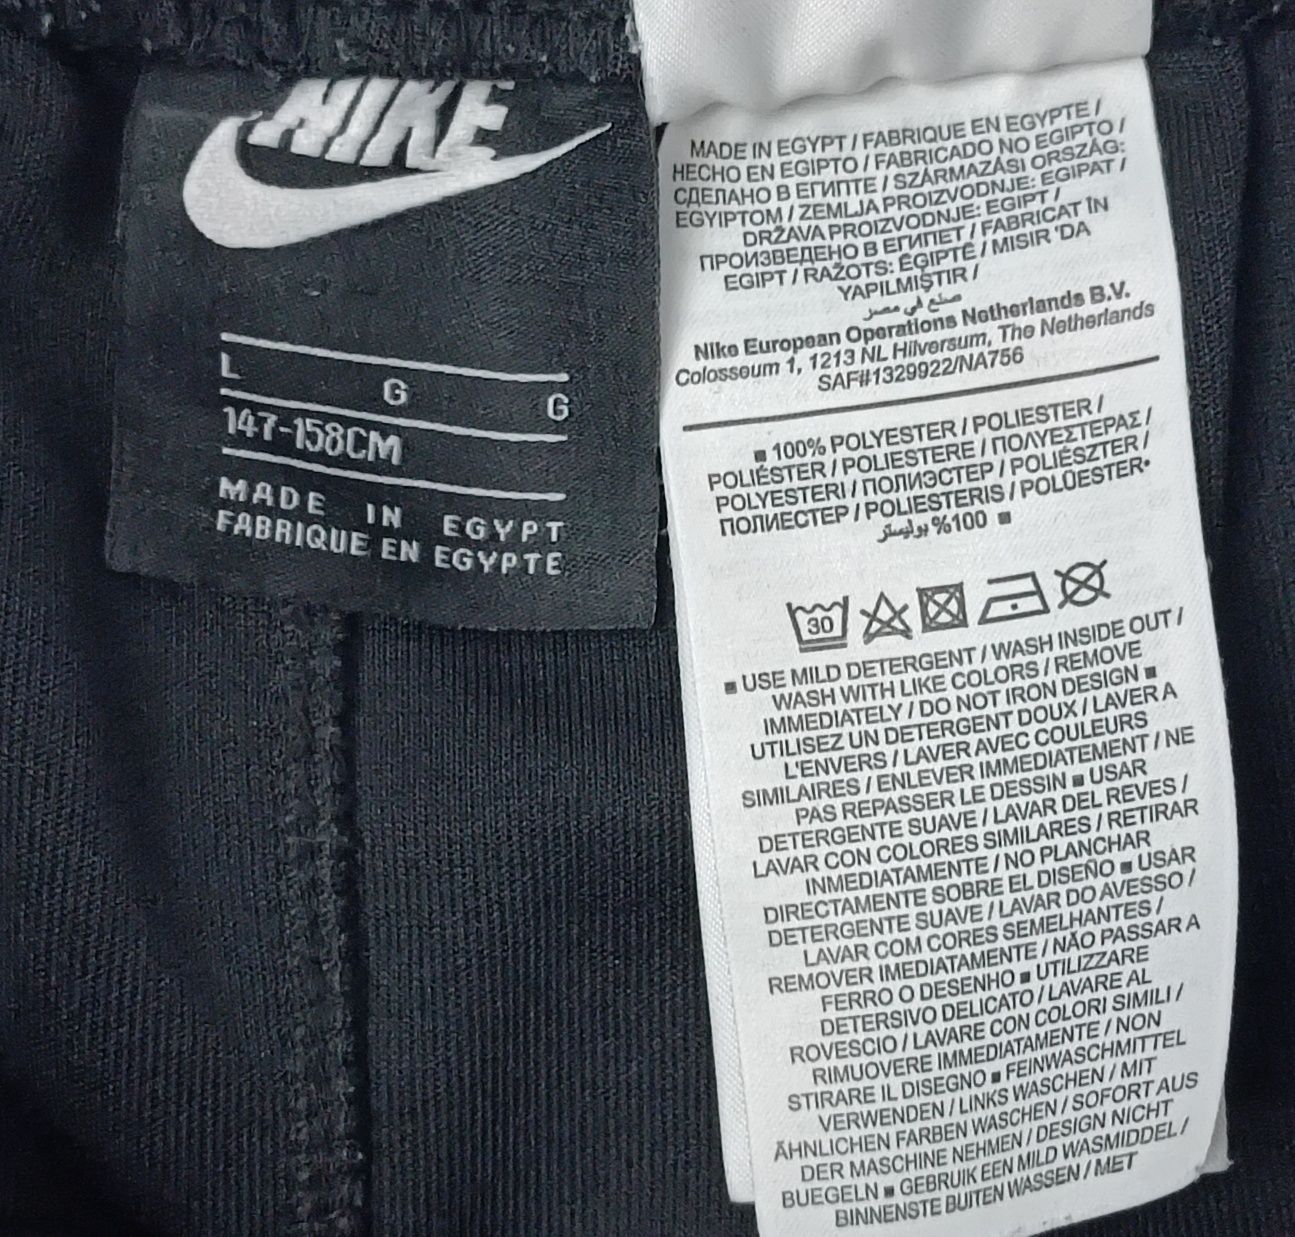 NIKE
L G G
147-158CM
MADE IN EGYPT
FABRIQUE EN EGYPTE
MADE IN EGYPT / FABRIQUE EN EGYPTE /
HECHO EN EGIPTO / FABRICADO NO EGIPTO /
СДЕЛАНО В ЕГИПТЕ / SZÁRMAZÁSI ORSZÁG:
EGYIPTOM / ZEMLJA PROIZVODNJE: EGIPAT /
DRŽAVA PROIZVODNJE: EGIPT /
ПРОИЗВЕДЕНО В ЕГИПЕТ / FABRICAT ÎN
EGIPT / RAŽOTS: ĒĢIPTĒ / MISIR 'DA
YAPILMIŞTIR /
صنع في مصر
Nike European Operations Netherlands B.V.
Colosseum 1, 1213 NL Hilversum, The Netherlands
SAF#1329922/NA756
■ 100% POLYESTER / POLIESTER /
POLIÉSTER / POLIESTERE / ΠΟΛΥΕΣΤΕΡΑΣ /
POLYESTERI / ПОЛИЭСТЕР / POLIÉSZTER /
ПОЛИЕСТЕР / POLIESTERIS / POLÜESTER•
%100 بوليستر ■
30
■ USE MILD DETERGENT / WASH INSIDE OUT /
WASH WITH LIKE COLORS / REMOVE
IMMEDIATELY / DO NOT IRON DESIGN ■
UTILISEZ UN DETERGENT DOUX / LAVER A
L'ENVERS / LAVER AVEC COULEURS
SIMILAIRES / ENLEVER IMMEDIATEMENT / NE
PAS REPASSER LE DESSIN ■ USAR
DETERGENTE SUAVE / LAVAR DEL REVES /
LAVAR CON COLORES SIMILARES / RETIRAR
INMEDIATAMENTE / NO PLANCHAR
DIRECTAMENTE SOBRE EL DISEÑO ■ USAR
DETERGENTE SUAVE / LAVAR DO AVESSO /
LAVAR COM CORES SEMELHANTES /
REMOVER IMEDIATAMENTE / NÃO PASSAR A
FERRO O DESENHO ■ UTILIZZARE
DETERSIVO DELICATO / LAVARE AL
ROVESCIO / LAVARE CON COLORI SIMILI /
RIMUOVERE IMMEDIATAMENTE / NON
STIRARE IL DISEGNO ■ FEINWASCHMITTEL
VERWENDEN / LINKS WASCHEN / MIT
ÄHNLICHEN FARBEN WASCHEN / SOFORT AUS
DER MASCHINE NEHMEN / DESIGN NICHT
BUEGELN ■ GEBRUIK EEN MILD WASMIDDEL /
BINNENSTE BUITEN WASSEN / MET